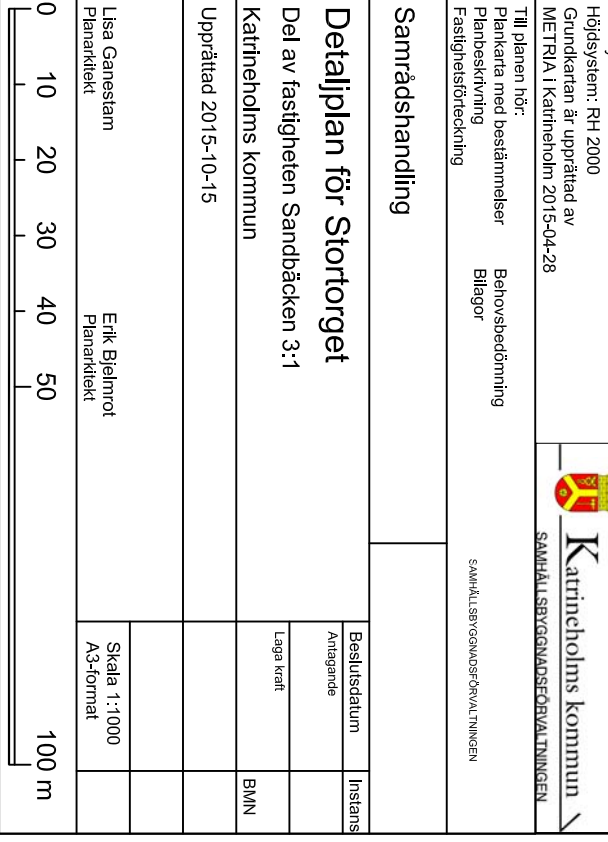 Höjdsystem: RH 2000
Grundkartan är upprättad av
METRIA i Katrineholm 2015-04-28
Katrineholms kommun
SAMHÄLLSBYGGNADSFÖRVALTNINGEN
Till planen hör:
Plankarta med bestämmelser
Planbeskrivning
Fastighetsförteckning
Behovsbedömning
Bilagor
SAMHÄLLSBYGGNADSFÖRVALTNINGEN
Samrådshandling
Detaljplan för Stortorget
Del av fastigheten Sandbäcken 3:1
Katrineholms kommun
Beslutsdatum
Instans
Antagande
Laga kraft
BMN
Upprättad 2015-10-15
Lisa Ganestam
Planarkitekt
Erik Bjelmrot
Planarkitekt
Skala 1:1000
A3-format
0 10 20 30 40 50 100 m